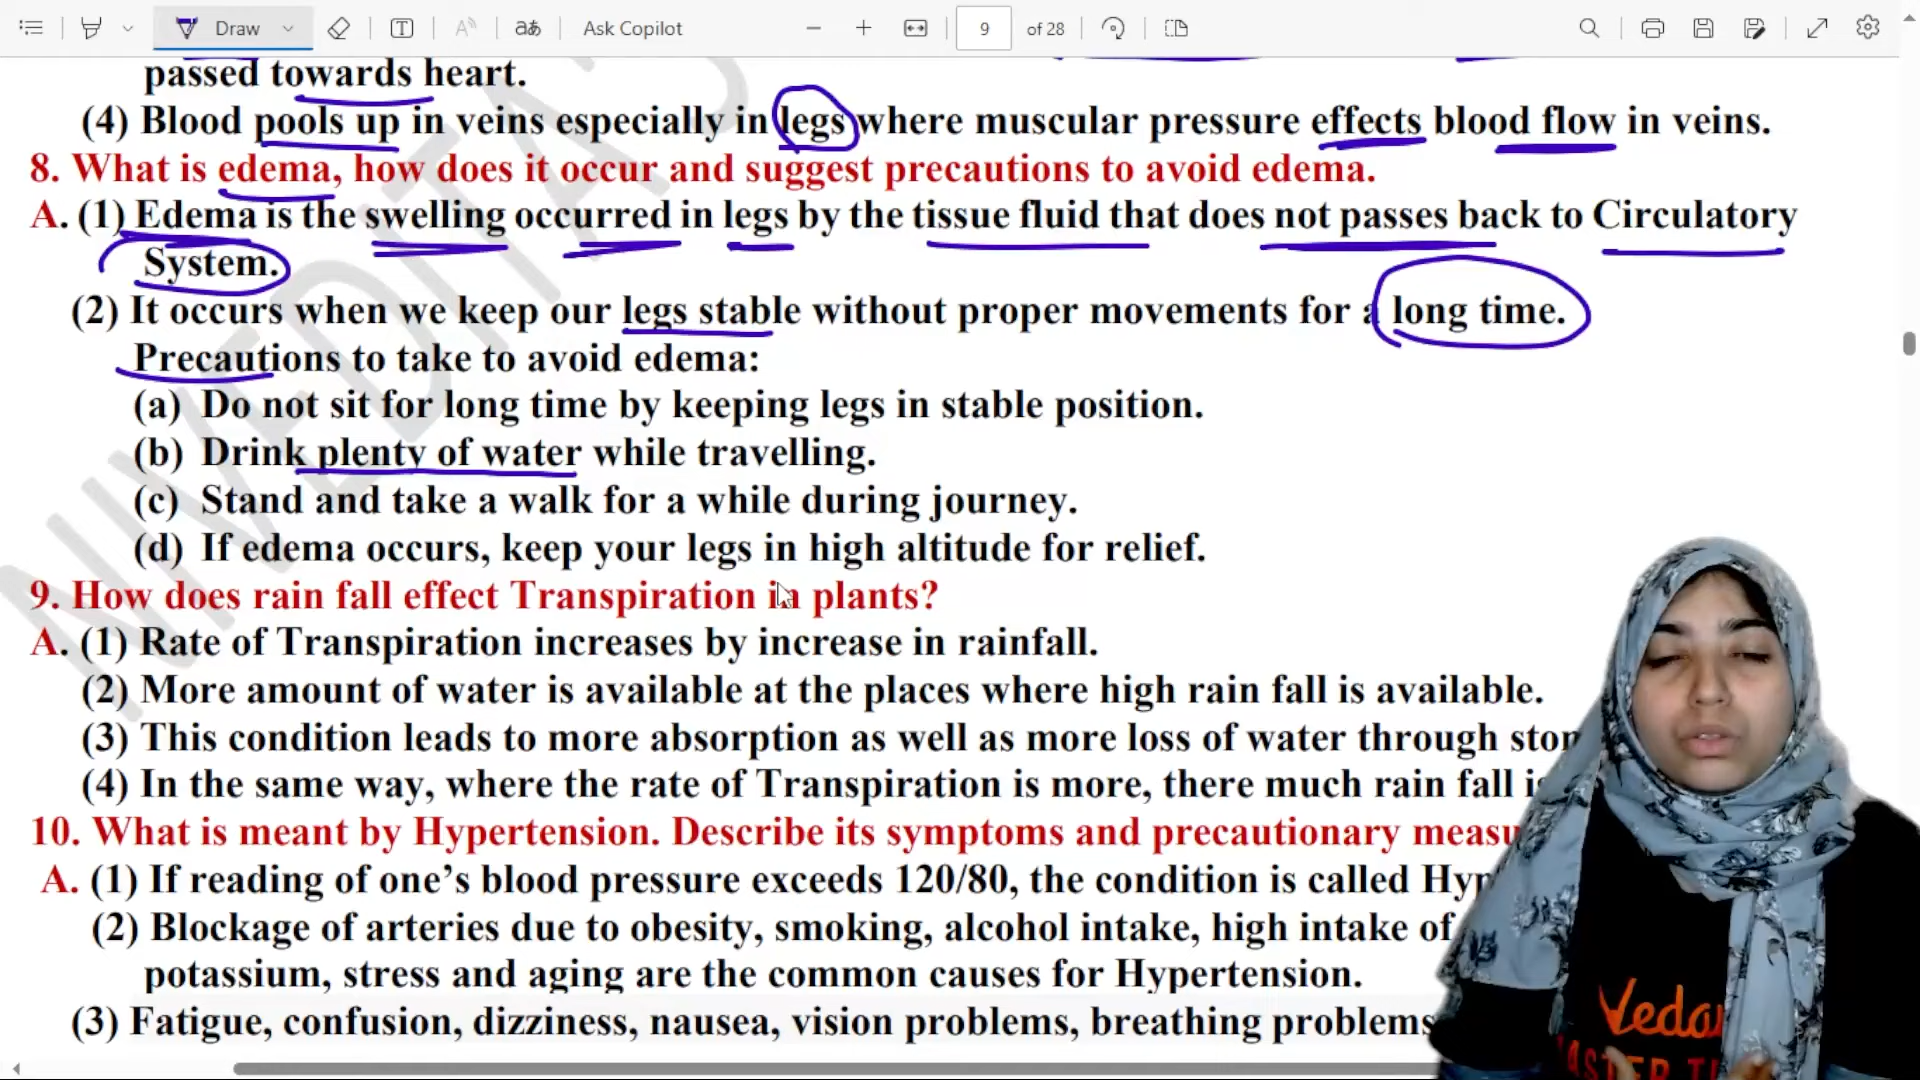 Draw
Ask Copilot
9 of 28
passed towards heart.
(4) Blood pools up in veins especially in legs where muscular pressure effects blood flow in veins.
8. What is edema, how does it occur and suggest precautions to avoid edema.
A. (1) Edema is the swelling occurred in legs by the tissue fluid that does not passes back to Circulatory
System.
(2) It occurs when we keep our legs stable without proper movements for a long time.
Precautions to take to avoid edema:
(a) Do not sit for long time by keeping legs in stable position.
(b) Drink plenty of water while travelling.
(c) Stand and take a walk for a while during journey.
(d) If edema occurs, keep your legs in high altitude for relief.
9. How does rain fall effect Transpiration in plants?
A. (1) Rate of Transpiration increases by increase in rainfall.
(2) More amount of water is available at the places where high rain fall is available.
(3) This condition leads to more absorption as well as more loss of water through
(4) In the same way, where the rate of Transpiration is more, there much rain fall
10. What is meant by Hypertension. Describe its symptoms and precautionary
A. (1) If reading of one's blood pressure exceeds 120/80, the condition is called
(2) Blockage of arteries due to obesity, smoking, alcohol intake, high intake of
potassium, stress and aging are the common causes for Hypertension.
(3) Fatigue, confusion, dizziness, nausea, vision problems, breathing problems